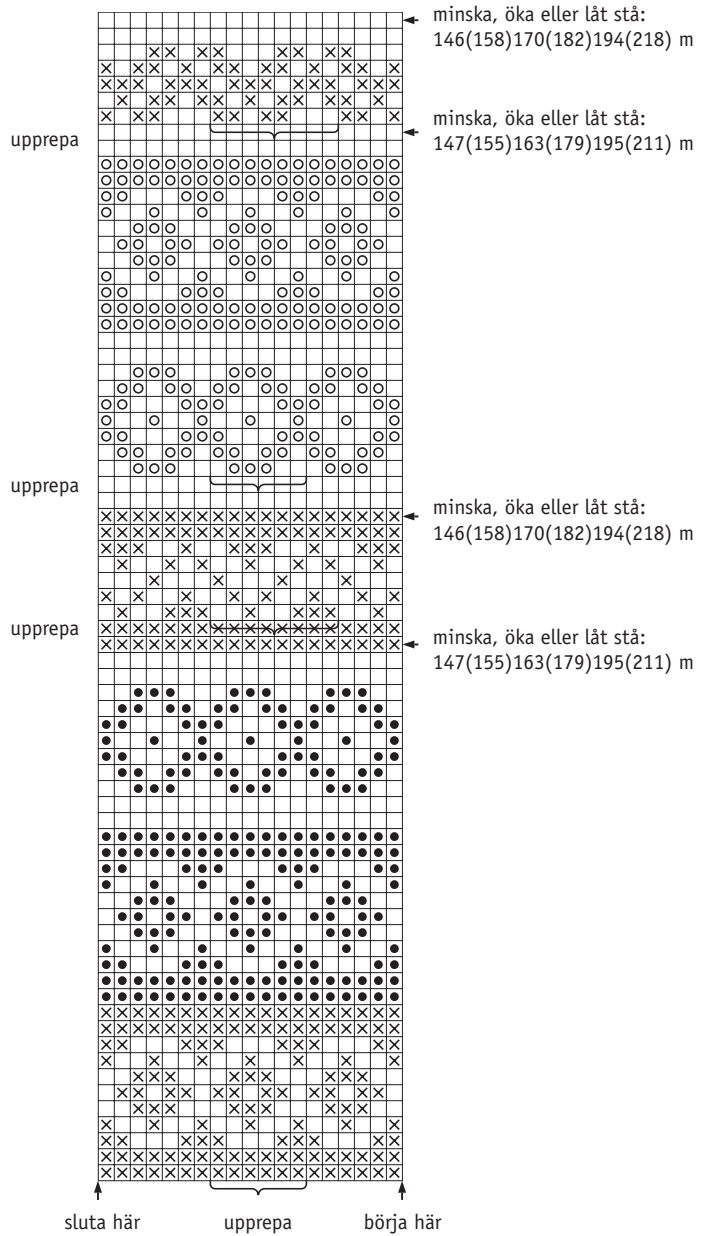 minska, öka eller låt stå:
146(158)170(182)194(218) m
minska, öka eller låt stå:
upprepa
147(155)163(179)195(211) m
upprepa
minska, öka eller låt stå:
146(158)170(182)194(218) m
upprepa
minska, öka eller låt stå:
147(155)163(179)195(211) m
sluta här
upprepa
börja här